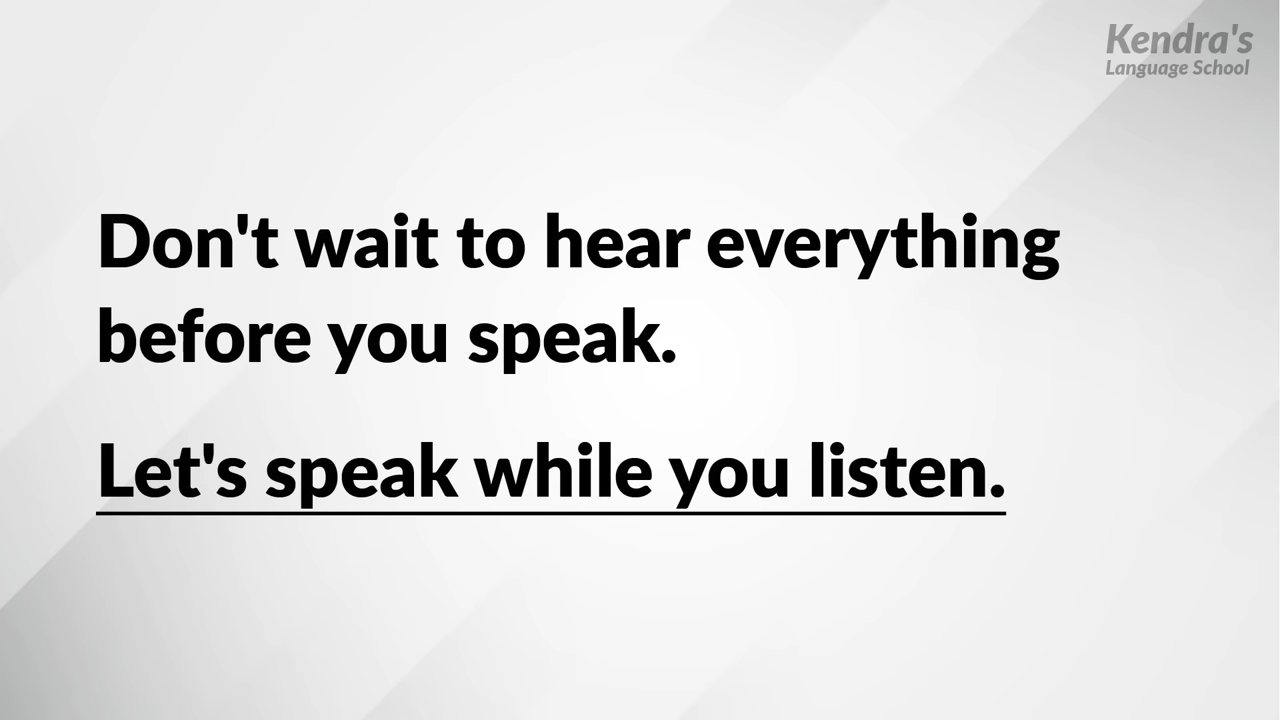 Kendra's
Language School
Don't wait to hear everything
before you speak.
Let's speak while you listen.